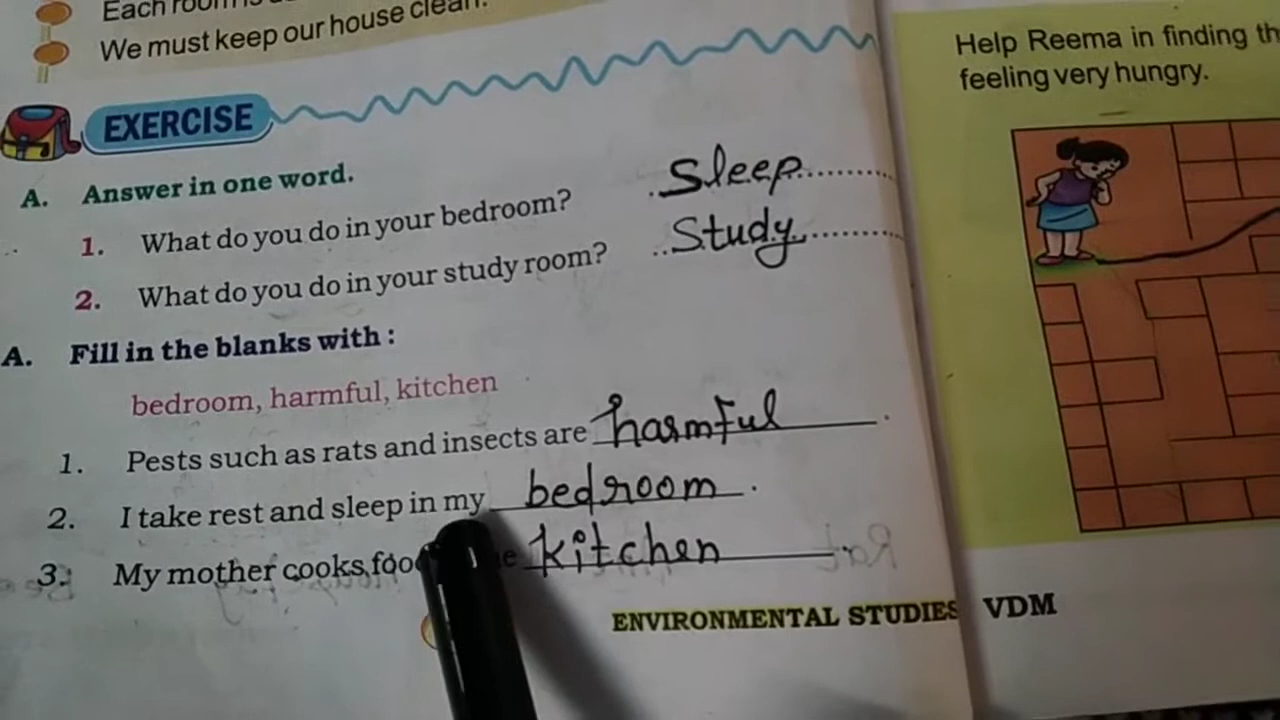 Each room is
We must keep our house clean.
EXERCISE
A. Answer in one word.
1. What do you do in your bedroom? Sleep
2. What do you do in your study room? Study
A. Fill in the blanks with :
bedroom, harmful, kitchen
1. Pests such as rats and insects are harmful.
2. I take rest and sleep in my bedroom.
3. My mother cooks kitchen.
ENVIRONMENTAL STUDIES
Help Reema in finding
feeling very hungry.
VDM